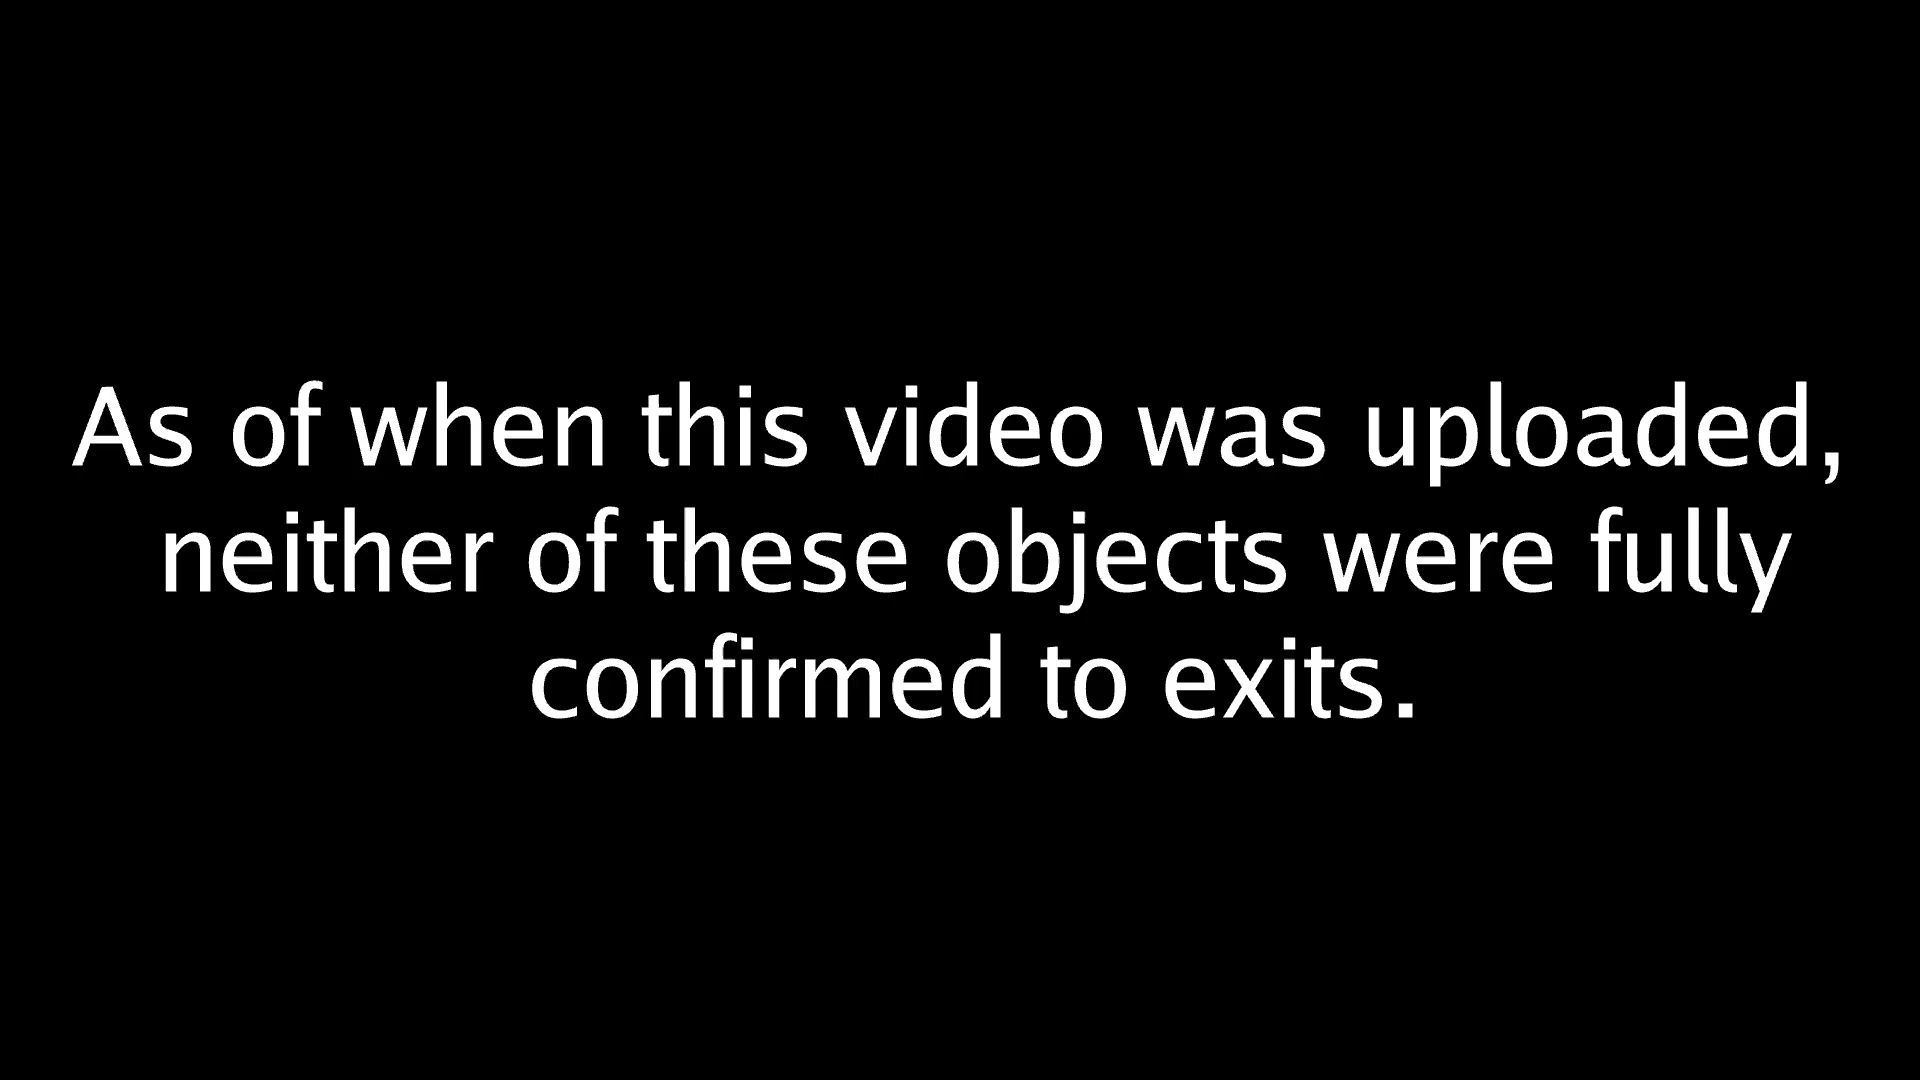 As of when this video was uploaded,
neither of these objects were fully
confirmed to exits.